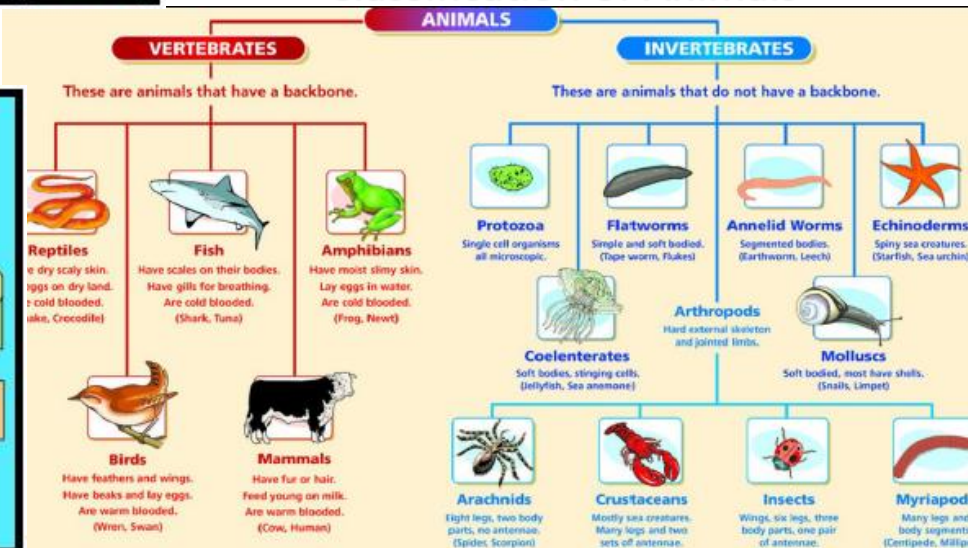 ANIMALS
VERTEBRATES
These are animals that have a backbone.
Reptiles
dry scaly skin.
eggs on dry land.
cold blooded.
Crocodile)
Fish
Have scales on their bodies.
Have gills for breathing.
Are cold blooded.
(Shark, Tuna)
Amphibians
Have moist slimy skin.
Lay eggs in water.
Are cold blooded.
(Frog, Newt)
Birds
Have feathers and wings.
Have beaks and lay eggs.
Are warm blooded.
(Wren, Swan)
Mammals
Have fur or hair.
Feed young on milk.
Are warm blooded.
(Cow, Human)
INVERTEBRATES
These are animals that do not have a backbone.
Protozoa
Single cell organisms
all microscopic.
Flatworms
Simple and soft bodied.
(Tape worm, Flukes)
Annelid Worms
Segmented bodies.
(Earthworm, Leech)
Echinoderms
Spiny sea creatures.
(Starfish, Sea urchin)
Coelenterates
Soft bodies, stinging cells.
(Jellyfish, Sea anemone)
Arthropods
Hard external skeleton
and jointed limbs.
Molluscs
Soft bodied, most have shells.
(Snails, Limpet)
Arachnids
Eight legs, two body
parts, no antennae.
(Spider, Scorpion)
Crustaceans
Mostly sea creatures.
Many legs and two
sets of antennae.
Insects
Wings, six legs, three
body parts, one pair
of antennae.
Myriapod
Many legs and
body segment
(Centipede, Millip